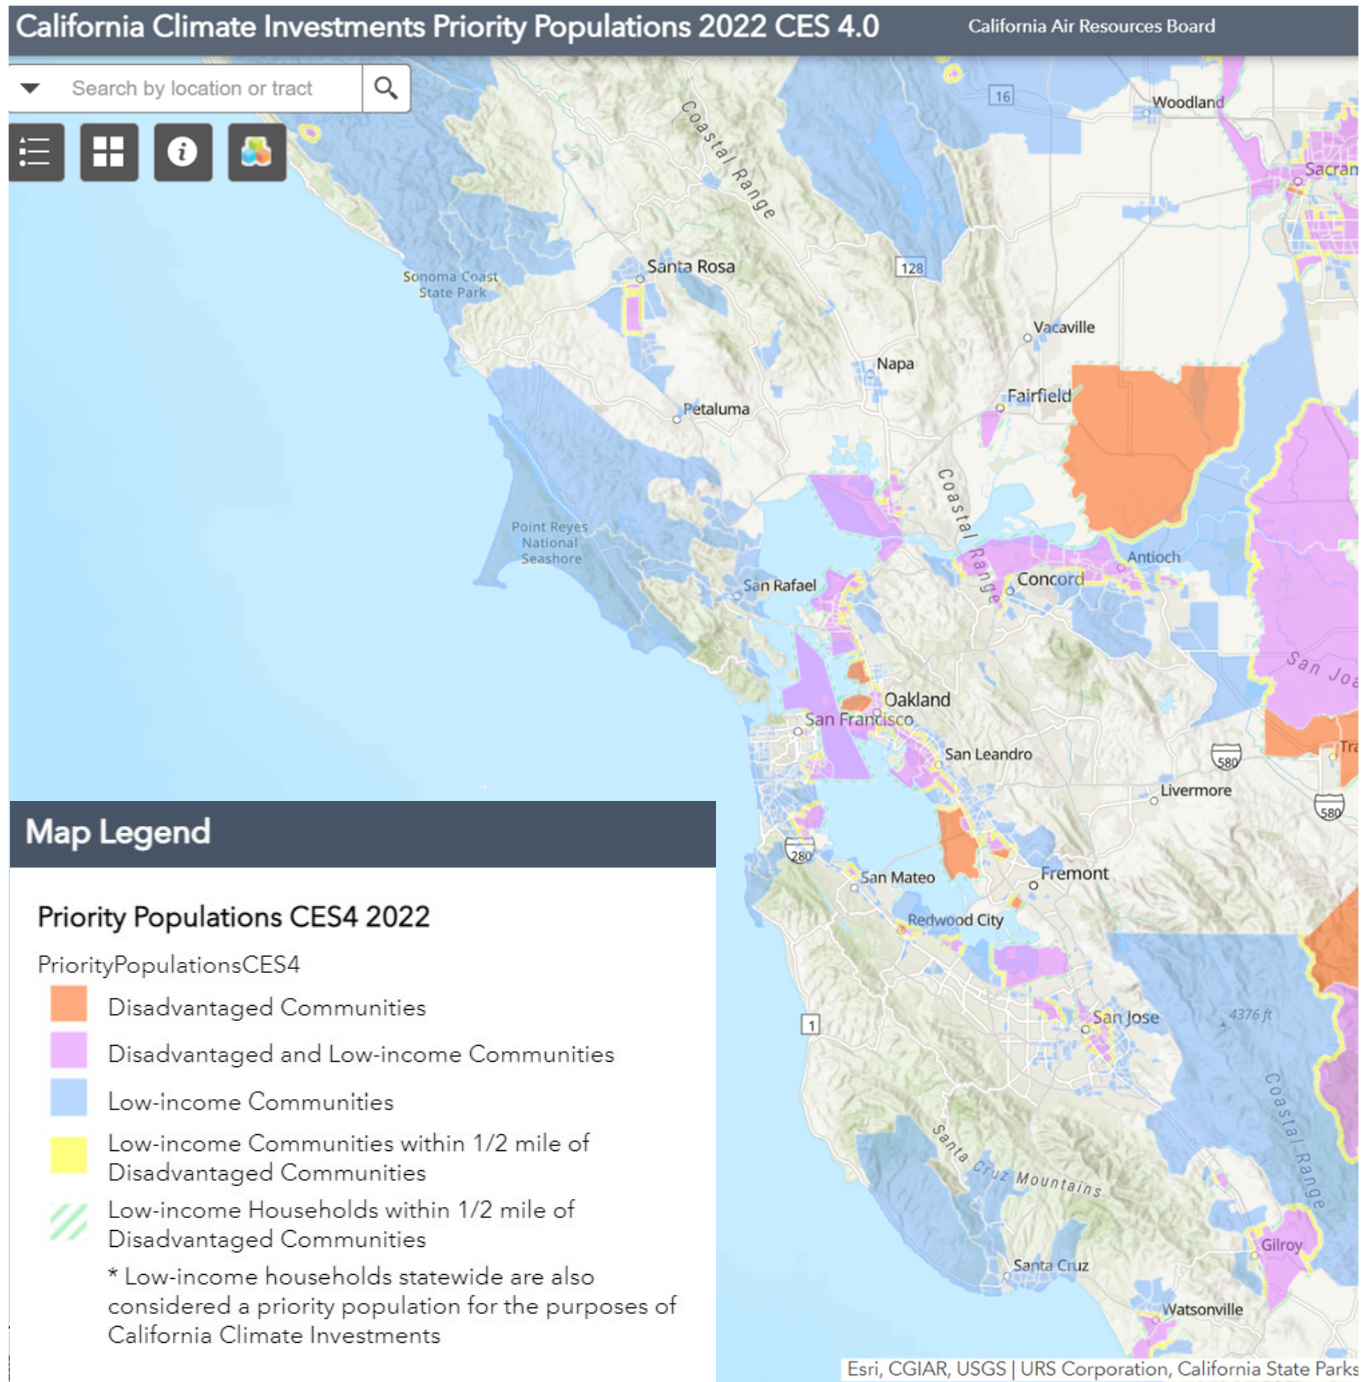 California Climate Investments Priority Populations 2022 CES 4.0
California Air Resources Board
Search by location or tract
16
Woodland
Coastal Range
Sacram
Santa Rosa
128
Sonoma Coast
State Park
Vacaville
Napa
Fairfield
Petaluma
Coastal Range
Point Reyes
National
Seashore
Antioch
Concord
San Rafael
San Joa
Oakland
San Francisco
Tra
San Leandro
580
Livermore
580
280
San Mateo
Fremont
Redwood City
1
San Jose
4376 ft
Coastal Range
Santa Cruz Mountains
Gilroy
Santa Cruz
Watsonville
Esri, CGIAR, USGS | URS Corporation, California State Parks
Map Legend
Priority Populations CES4 2022
PriorityPopulationsCES4
Disadvantaged Communities
Disadvantaged and Low-income Communities
Low-income Communities
Low-income Communities within 1/2 mile of
Disadvantaged Communities
Low-income Households within 1/2 mile of
Disadvantaged Communities
* Low-income households statewide are also
considered a priority population for the purposes of
California Climate Investments